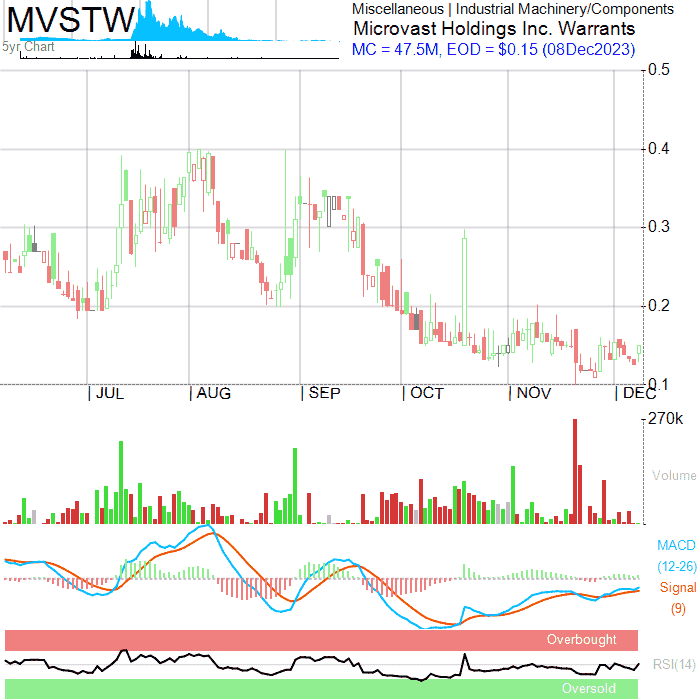 MVSTW
5yr Chart
Miscellaneous | Industrial Machinery/Components
Microvast Holdings Inc. Warrants
MC = 47.5M, EOD = $0.15 (08Dec2023)
0.5
0.4
0.3
0.2
0.1
| JUL | AUG | SEP | OCT | NOV | DEC
270k
Volume
MACD
(12-26)
Signal
(9)
Overbought
RSI(14)
Oversold